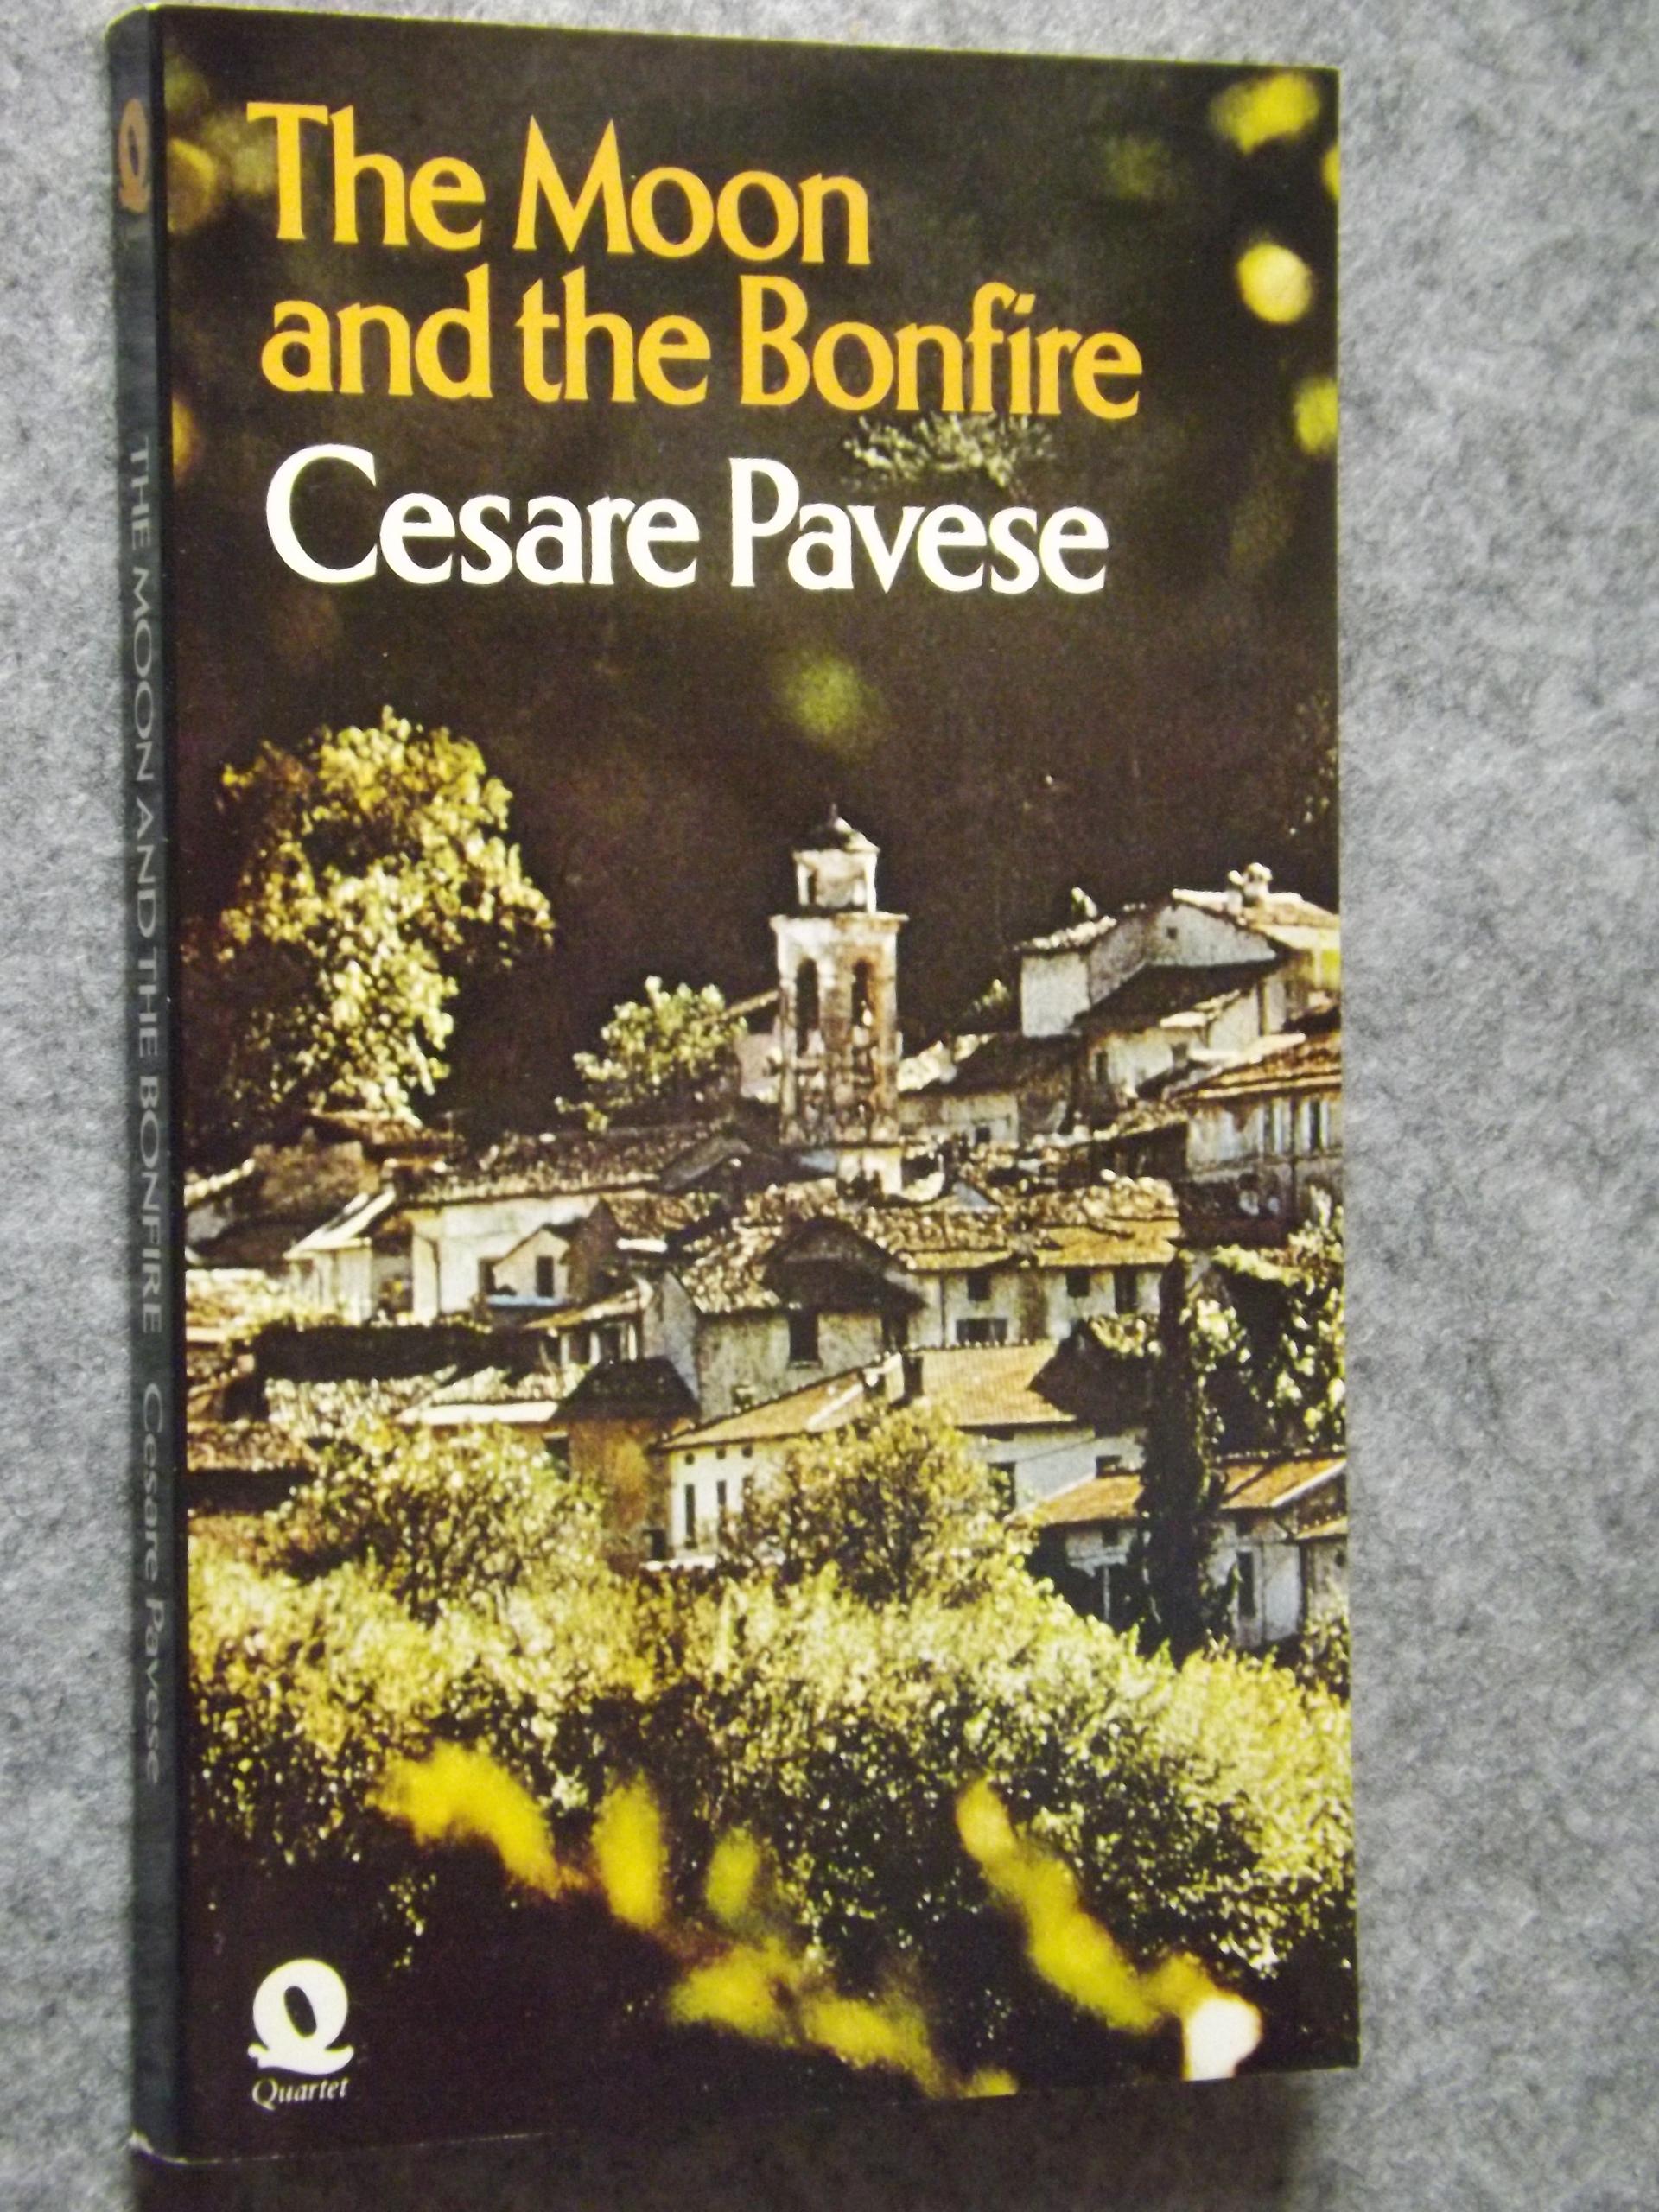 The Moon
and the Bonfire
Cesare Pavese
Quartet
THE MOON AND THE BONFIRE Cesare Pavese